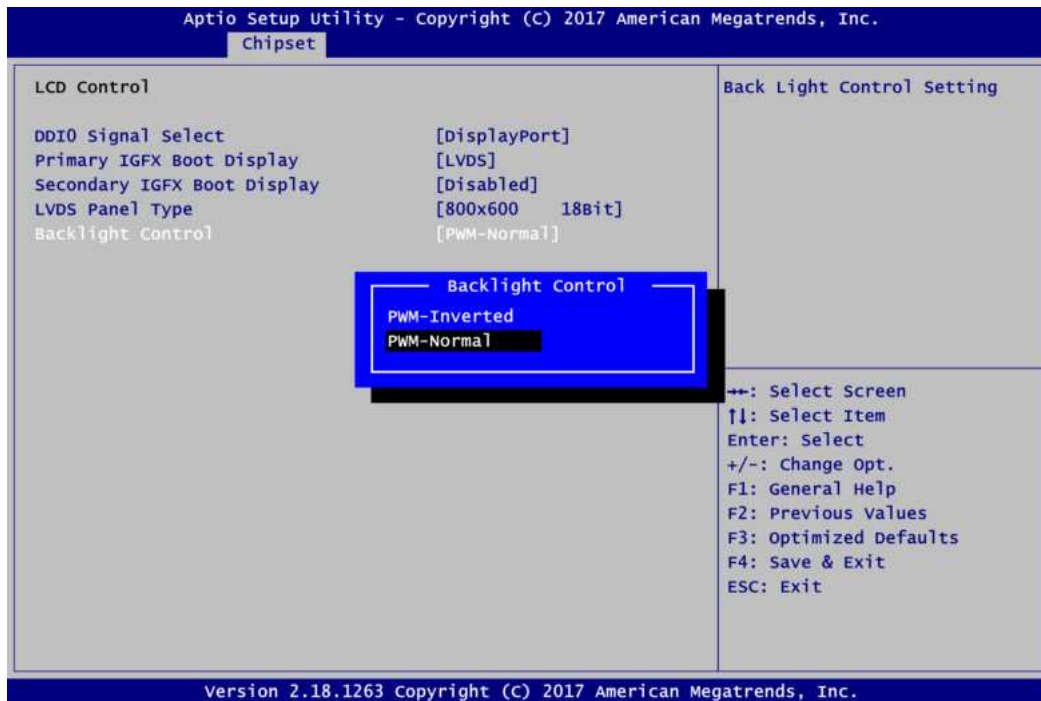 Aptio Setup Utility - Copyright (C) 2017 American Megatrends, Inc.
Chipset
LCD Control
DDI0 Signal Select [DisplayPort]
Primary IGFX Boot Display [LVDS]
Secondary IGFX Boot Display [Disabled]
LVDS Panel Type [800x600 18Bit]
Backlight Control [PWM-Normal]
Backlight Control
PWM-Inverted
PWM-Normal
Back Light Control Setting
→←: Select Screen
↑↓: Select Item
Enter: Select
+/-: Change Opt.
F1: General Help
F2: Previous Values
F3: Optimized Defaults
F4: Save & Exit
ESC: Exit
Version 2.18.1263 Copyright (C) 2017 American Megatrends, Inc.